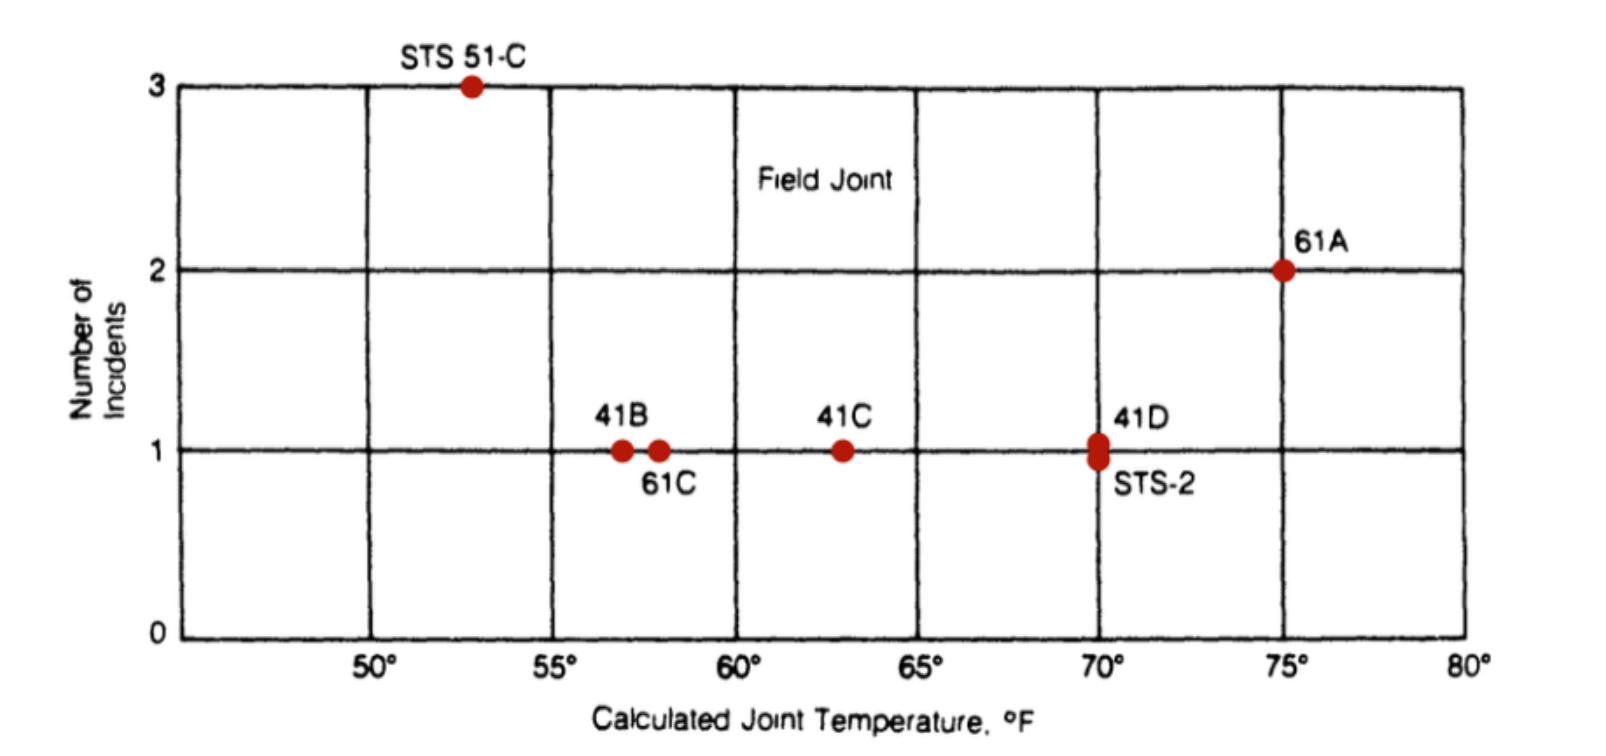 STS 51-C
3
Field Joint
61A
2
Number of
Incidents
41B
41C
41D
1
61C
STS-2
0
50° 55° 60° 65° 70° 75° 80°
Calculated Joint Temperature, °F